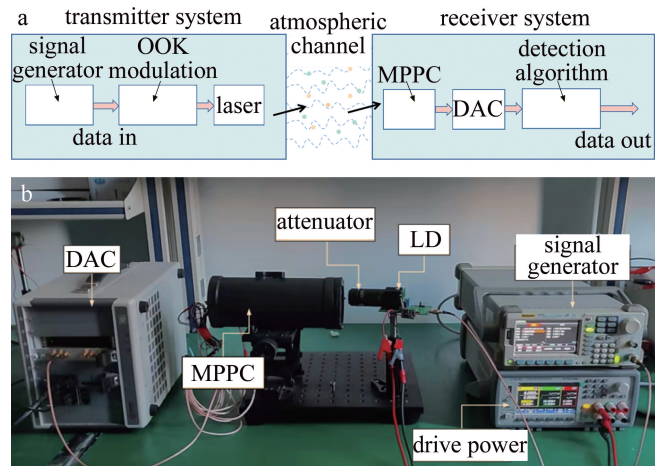 a
transmitter system
atmospheric
channel
receiver system
signal
generator
OOK
modulation
laser
data in
MPPC
DAC
detection
algorithm
data out
b
DAC
attenuator
LD
signal
generator
MPPC
drive power